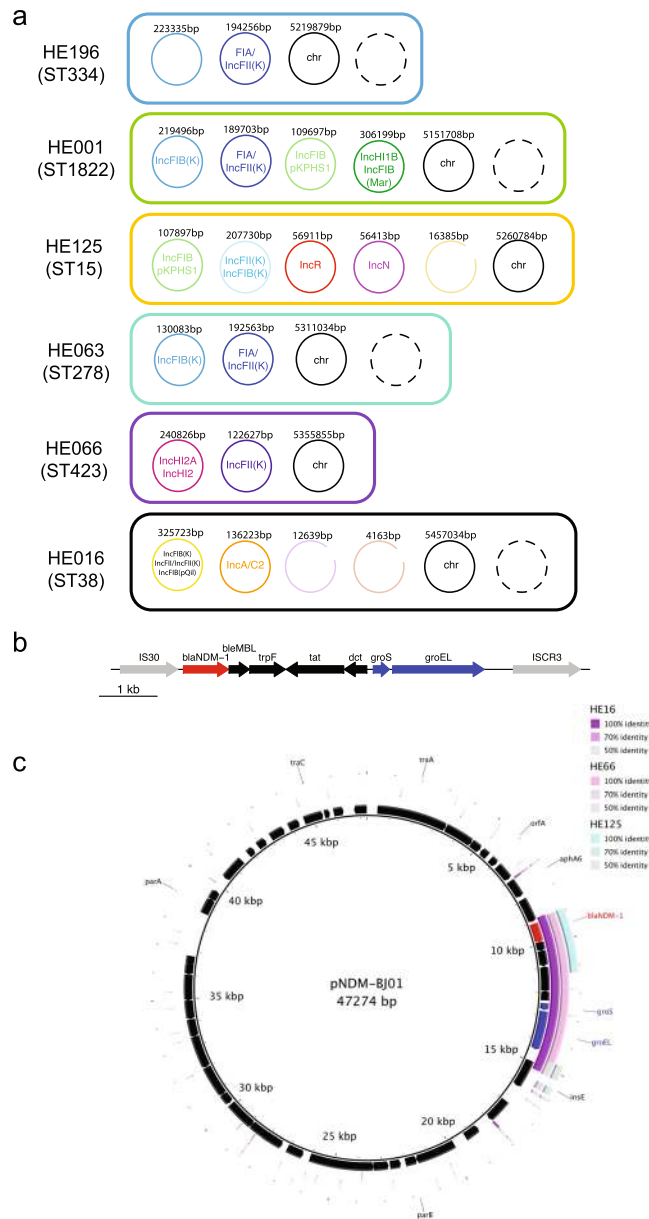 a
HE196
(ST334)
223335bp
194256bp
5219879bp
FIA/
IncFII(K)
chr
HE001
(ST1822)
219496bp
189703bp
109697bp
306199bp
5151708bp
IncFIB(K)
FIA/
IncFII(K)
IncFIB
pKPHS1
IncHI1B
IncFIB
(Mar)
chr
HE125
(ST15)
107897bp
207730bp
56911bp
56413bp
16385bp
5260784bp
IncFIB
pKPHS1
IncFII(K)
IncFIB(K)
IncR
IncN
chr
HE063
(ST278)
130083bp
192563bp
5311034bp
IncFIB(K)
FIA/
IncFII(K)
chr
HE066
(ST423)
240826bp
122627bp
5355855bp
IncHI2A
IncHI2
IncFII(K)
chr
HE016
(ST38)
325723bp
136223bp
12639bp
4163bp
5457034bp
IncFIB(K)
IncFII/IncFII(K)
IncFIB(pQil)
IncA/C2
chr
b
IS30
blaNDM-1
bleMBL
trpF
tat
dct
groS
groEL
ISCR3
1 kb
c
HE16
100% identity
70% identity
50% identity
HE66
100% identity
70% identity
50% identity
HE125
100% identity
70% identity
50% identity
traC
traA
orfA
aphA6
blaNDM-1
groS
groEL
insE
parB
parA
5 kbp
10 kbp
15 kbp
20 kbp
25 kbp
30 kbp
35 kbp
40 kbp
45 kbp
pNDM-BJ01
47274 bp